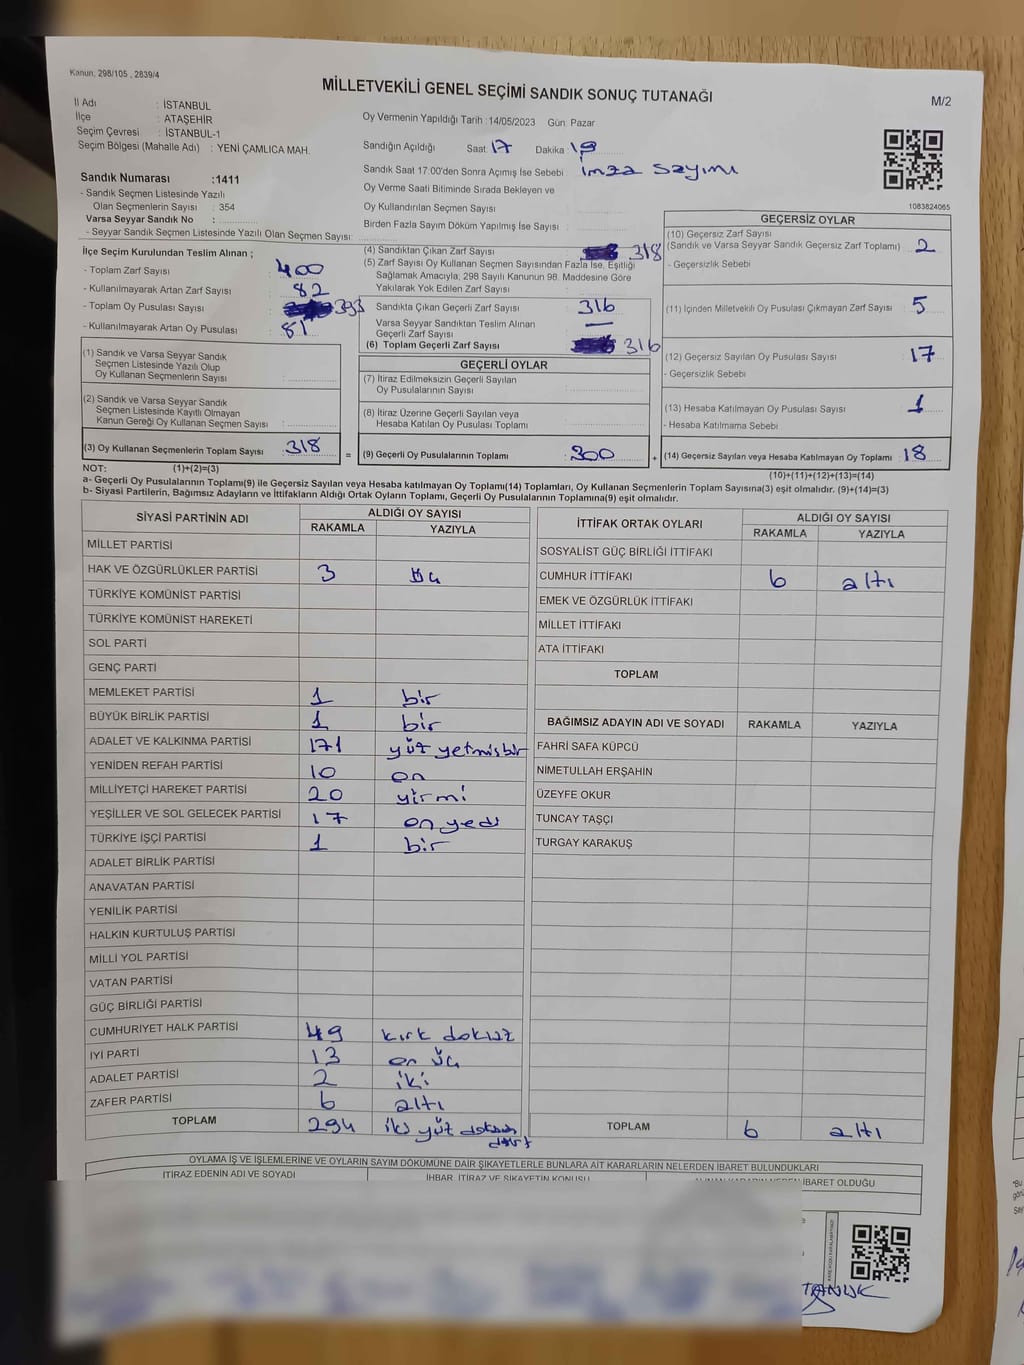 Kanun, 298/105 , 2839/4
MİLLETVEKİLİ GENEL SEÇİMİ SANDIK SONUÇ TUTANAĞI
M/2
İl Adı : İSTANBUL
İlçe : ATAŞEHİR
Seçim Çevresi : İSTANBUL-1
Seçim Bölgesi (Mahalle Adı) : YENİ ÇAMLICA MAH.
Oy Vermenin Yapıldığı Tarih :14/05/2023 Gün: Pazar
Sandığın Açıldığı Saat: 17 Dakika: 19
Sandık Saat 17:00'den Sonra Açımış İse Sebebi : imza sayımı
Oy Verme Saati Bitiminde Sırada Bekleyen ve
Oy Kullandırılan Seçmen Sayısı
Birden Fazla Sayım Döküm Yapılmış İse Sayısı :
1083824065
Sandık Numarası :1411
- Sandık Seçmen Listesinde Yazılı
Olan Seçmenlerin Sayısı : 354
Varsa Seyyar Sandık No :
- Seyyar Sandık Seçmen Listesinde Yazılı Olan Seçmen Sayısı:
İlçe Seçim Kurulundan Teslim Alınan ;
- Toplam Zarf Sayısı : 400
- Kullanılmayarak Artan Zarf Sayısı : 82
- Toplam Oy Pusulası Sayısı : 393
- Kullanılmayarak Artan Oy Pusulası : 81
(1) Sandık ve Varsa Seyyar Sandık
Seçmen Listesinde Yazılı Olup
Oy Kullanan Seçmenlerin Sayısı :
(2) Sandık ve Varsa Seyyar Sandık
Seçmen Listesinde Kayıtlı Olmayan
Kanun Gereği Oy Kullanan Seçmen Sayısı :
(3) Oy Kullanan Seçmenlerin Toplam Sayısı : 318
(4) Sandıktan Çıkan Zarf Sayısı 318
(5) Zarf Sayısı Oy Kullanan Seçmen Sayısından Fazla İse, Eşitliği
Sağlamak Amacıyla; 298 Sayılı Kanunun 98. Maddesine Göre
Yakılarak Yok Edilen Zarf Sayısı
Sandıkta Çıkan Geçerli Zarf Sayısı : 316
Varsa Seyyar Sandıktan Teslim Alınan
Geçerli Zarf Sayısı : —
(6) Toplam Geçerli Zarf Sayısı : 316
GEÇERLİ OYLAR
(7) İtiraz Edilmeksizin Geçerli Sayılan
Oy Pusulalarının Sayısı :
(8) İtiraz Üzerine Geçerli Sayılan veya
Hesaba Katılan Oy Pusulası Toplamı :
= (9) Geçerli Oy Pusulalarının Toplamı : 300
GEÇERSİZ OYLAR
(10) Geçersiz Zarf Sayısı
(Sandık ve Varsa Seyyar Sandık Geçersiz Zarf Toplamı) : 2
- Geçersizlik Sebebi
(11) İçinden Milletvekili Oy Pusulası Çıkmayan Zarf Sayısı : 5
(12) Geçersiz Sayılan Oy Pusulası Sayısı : 17
- Geçersizlik Sebebi
(13) Hesaba Katılmayan Oy Pusulası Sayısı : 1
- Hesaba Katılmama Sebebi
+ (14) Geçersiz Sayılan veya Hesaba Katılmayan Oy Toplamı : 18
NOT: (1)+(2)=(3)
(10)+(11)+(12)+(13)=(14)
a- Geçerli Oy Pusulalarının Toplamı(9) ile Geçersiz Sayılan veya Hesaba katılmayan Oy Toplamı(14) Toplamları, Oy Kullanan Seçmenlerin Toplam Sayısına(3) eşit olmalıdır. (9)+(14)=(3)
b- Siyasi Partilerin, Bağımsız Adayların ve İttifakların Aldığı Ortak Oyların Toplamı, Geçerli Oy Pusulalarının Toplamına(9) eşit olmalıdır.
SİYASİ PARTİNİN ADI ALDIĞI OY SAYISI
RAKAMLA YAZIYLA
MİLLET PARTİSİ
HAK VE ÖZGÜRLÜKLER PARTİSİ 3 üç
TÜRKİYE KOMÜNİST PARTİSİ
TÜRKİYE KOMÜNİST HAREKETİ
SOL PARTİ
GENÇ PARTİ
MEMLEKET PARTİSİ 1 bir
BÜYÜK BİRLİK PARTİSİ 1 bir
ADALET VE KALKINMA PARTİSİ 171 yüz yetmişbir
YENİDEN REFAH PARTİSİ 10 on
MİLLİYETÇİ HAREKET PARTİSİ 20 yirmi
YEŞİLLER VE SOL GELECEK PARTİSİ 17 on yedi
TÜRKİYE İŞÇİ PARTİSİ 1 bir
ADALET BİRLİK PARTİSİ
ANAVATAN PARTİSİ
YENİLİK PARTİSİ
HALKIN KURTULUŞ PARTİSİ
MİLLİ YOL PARTİSİ
VATAN PARTİSİ
GÜÇ BİRLİĞİ PARTİSİ
CUMHURİYET HALK PARTİSİ 49 kırk dokuz
İYİ PARTİ 13 on üç
ADALET PARTİSİ 2 iki
ZAFER PARTİSİ 6 altı
TOPLAM 294 iki yüz doksan
dört
İTTİFAK ORTAK OYLARI ALDIĞI OY SAYISI
RAKAMLA YAZIYLA
SOSYALİST GÜÇ BİRLİĞİ İTTİFAKI
CUMHUR İTTİFAKI 6 altı
EMEK VE ÖZGÜRLÜK İTTİFAKI
MİLLET İTTİFAKI
ATA İTTİFAKI
TOPLAM
BAĞIMSIZ ADAYIN ADI VE SOYADI RAKAMLA YAZIYLA
FAHRİ SAFA KÜPCÜ
NİMETULLAH ERŞAHİN
ÜZEYFE OKUR
TUNCAY TAŞÇI
TURGAY KARAKUŞ
TOPLAM 6 altı
OYLAMA İŞ VE İŞLEMLERİNE VE OYLARIN SAYIM DÖKÜMÜNE DAİR ŞİKAYETLERLE BUNLARA AİT KARARLARIN NELERDEN İBARET BULUNDUKLARI
İTİRAZ EDENİN ADI VE SOYADI İHBAR, İTİRAZ VE ŞİKAYETİN KONUSU İBARET OLDUĞU